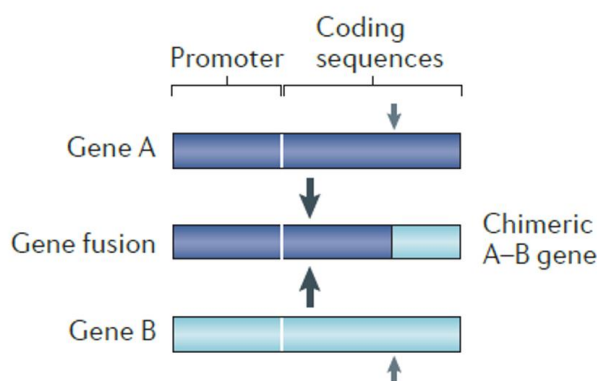 Promoter
Coding
sequences
Gene A
Gene fusion
Chimeric
A–B gene
Gene B